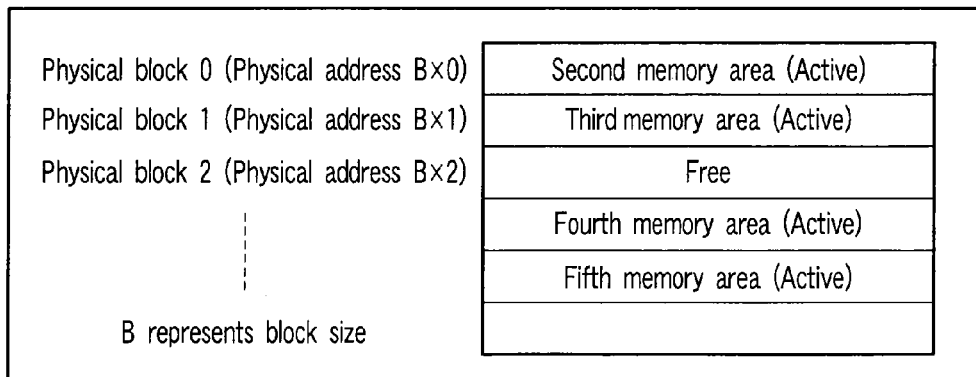 Physical block 0 (Physical address B×0) Second memory area (Active)
Physical block 1 (Physical address B×1) Third memory area (Active)
Physical block 2 (Physical address B×2) Free
Fourth memory area (Active)
Fifth memory area (Active)
B represents block size